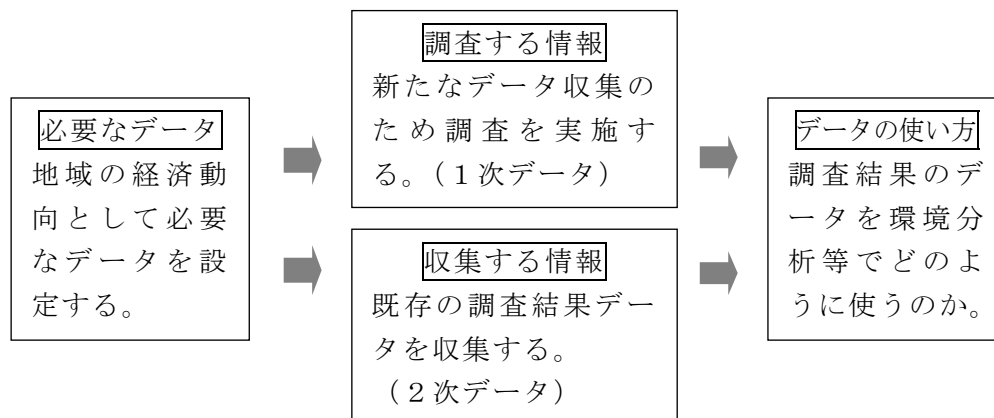 必要なデータ
地域の経済動
向として必要
なデータを設
定する。
調査する情報
新たなデータ収集の
ため調査を実施す
る。（１次データ）
収集する情報
既存の調査結果デー
タを収集する。
（２次データ）
データの使い方
調査結果のデ
ータを環境分
析等でどのよ
うに使うのか。